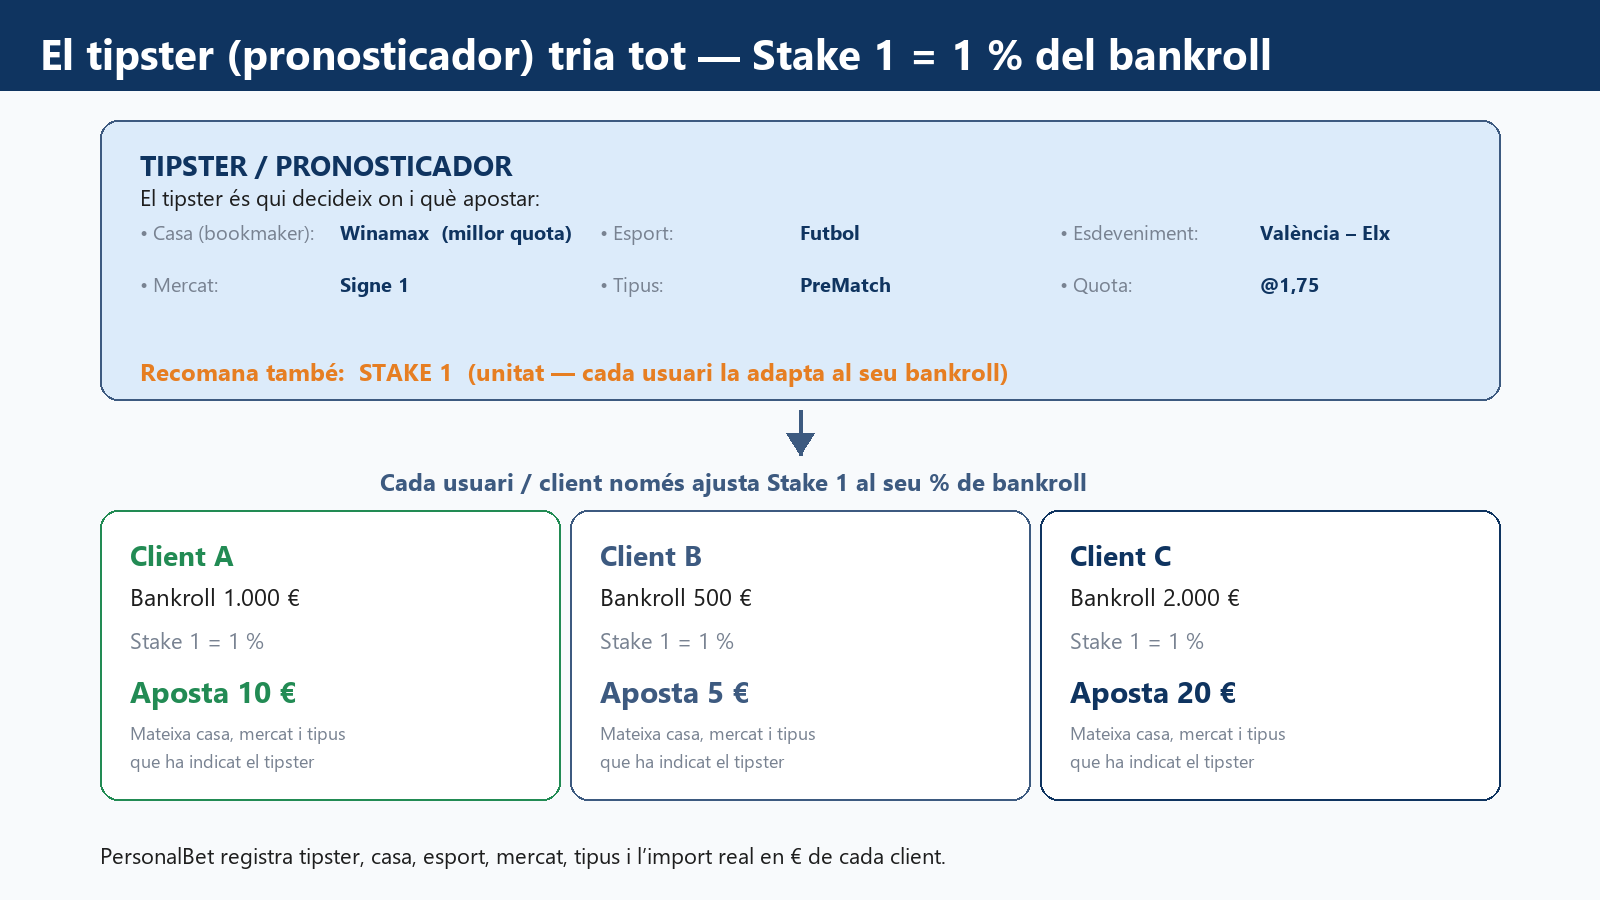 El tipster (pronosticador) tria tot — Stake 1 = 1 % del bankroll
TIPSTER / PRONOSTICADOR
El tipster és qui decideix on i què apostar:
• Casa (bookmaker): Winamax (millor quota) • Esport: Futbol • Esdeveniment: València – Elx
• Mercat: Signe 1 • Tipus: PreMatch • Quota: @1,75
Recomana també: STAKE 1 (unitat — cada usuari la adapta al seu bankroll)
Cada usuari / client només ajusta Stake 1 al seu % de bankroll
Client A
Bankroll 1.000 €
Stake 1 = 1 %
Aposta 10 €
Mateixa casa, mercat i tipus
que ha indicat el tipster
Client B
Bankroll 500 €
Stake 1 = 1 %
Aposta 5 €
Mateixa casa, mercat i tipus
que ha indicat el tipster
Client C
Bankroll 2.000 €
Stake 1 = 1 %
Aposta 20 €
Mateixa casa, mercat i tipus
que ha indicat el tipster
PersonalBet registra tipster, casa, esport, mercat, tipus i l’import real en € de cada client.